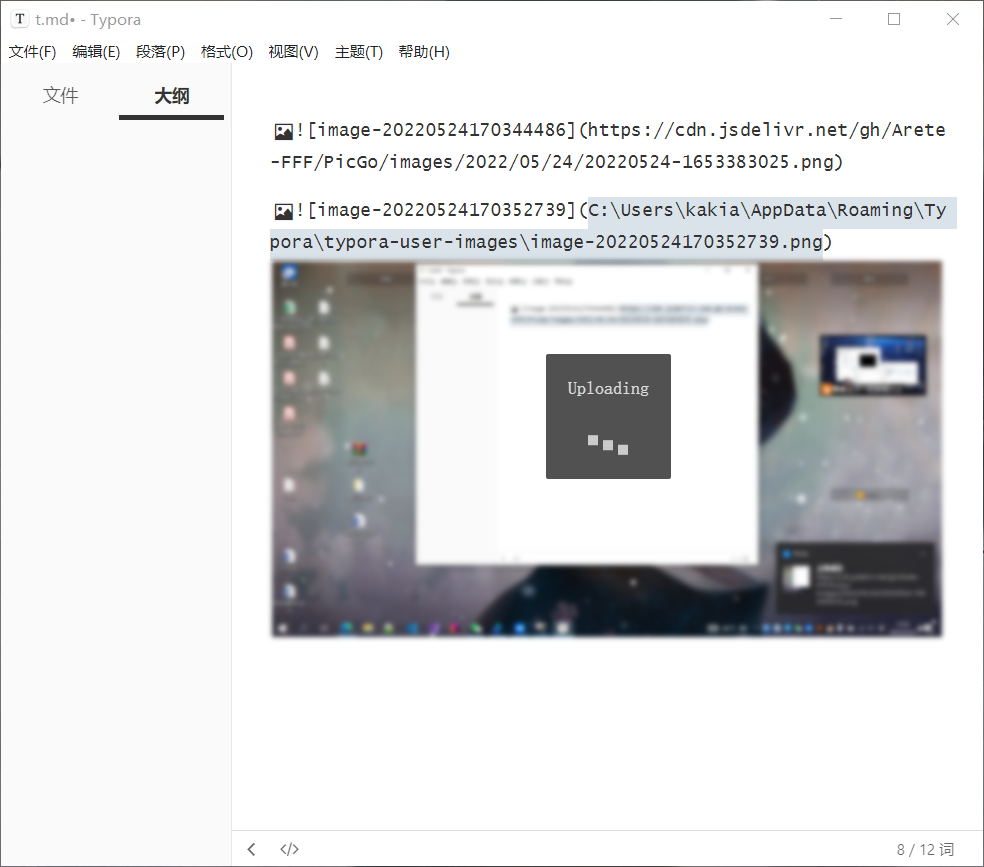 T t.md• - Typora
文件(F) 编辑(E) 段落(P) 格式(O) 视图(V) 主题(T) 帮助(H)
文件 大纲
![image-20220524170344486](https://cdn.jsdelivr.net/gh/Arete
-FFF/PicGo/images/2022/05/24/20220524-1653383025.png)
![image-20220524170352739](C:\Users\kakia\AppData\Roaming\Ty
pora\typora-user-images\image-20220524170352739.png)
Uploading
</> 8 / 12 词